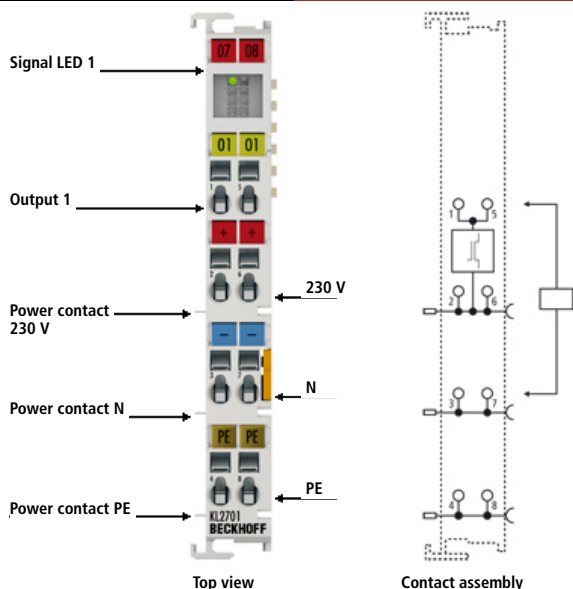 07 08
Signal LED 1
01 01
1 5
Output 1
1 5
+ +
2 6
230 V
2 6
Power contact
230 V
– –
3 7
N
3 7
Power contact N
PE PE
4 8
PE
4 8
Power contact PE
KL2701
BECKHOFF
Top view
Contact assembly